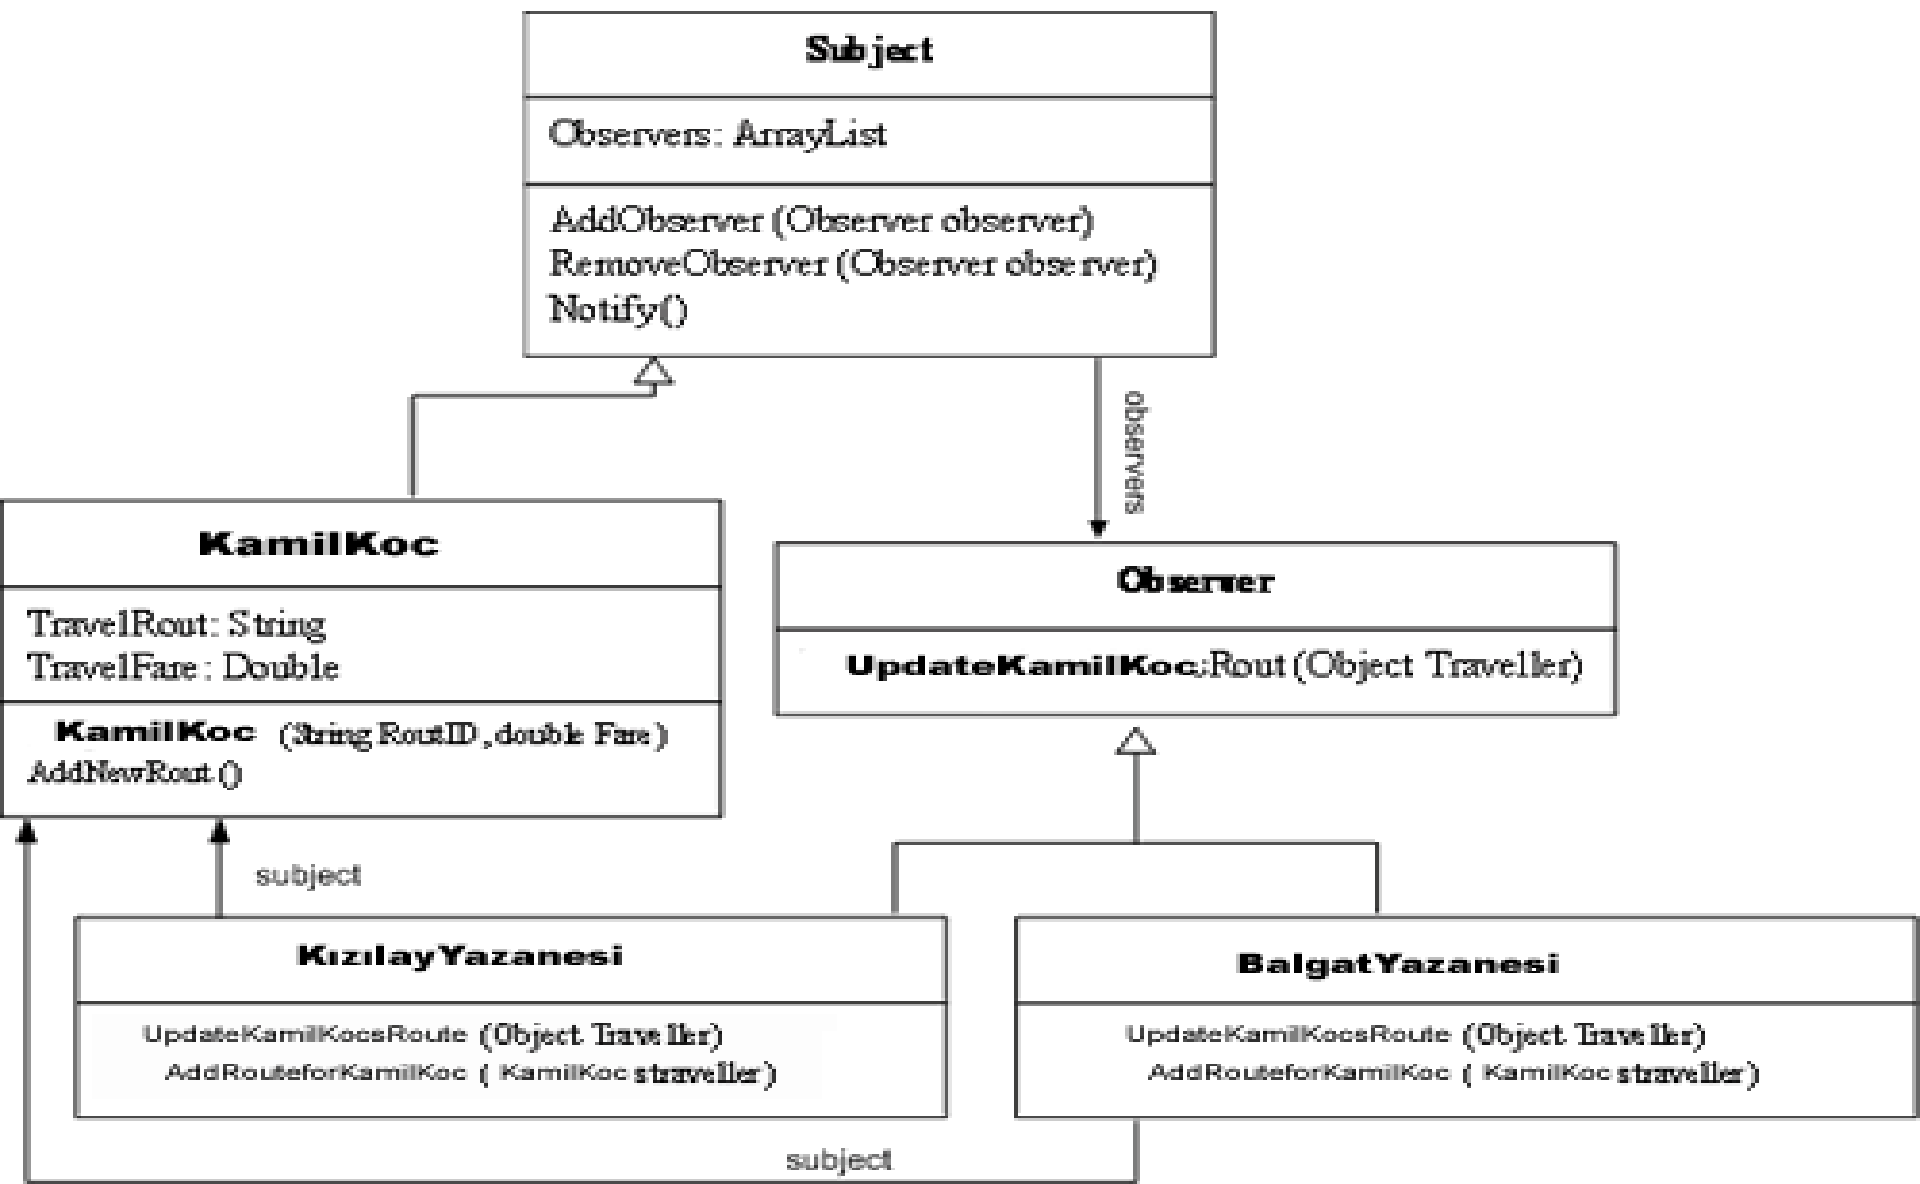 Subject
Observers: ArrayList
AddObserver (Observer observer)
RemoveObserver (Observer observer)
Notify()
observers
KamilKoc
TravelRout: String
TravelFare: Double
KamilKoc (String RoutID, double Fare)
AddNewRout ()
Observer
UpdateKamilKoc;Rout (Object Traveller)
subject
KızılayYazanesi
UpdateKamilKocsRoute (Object Traveller)
AddRouteforKamilKoc ( KamilKoc straveller)
BalgatYazanesi
UpdateKamilKocsRoute (Object Traveller)
AddRouteforKamilKoc ( KamilKoc straveller)
subject